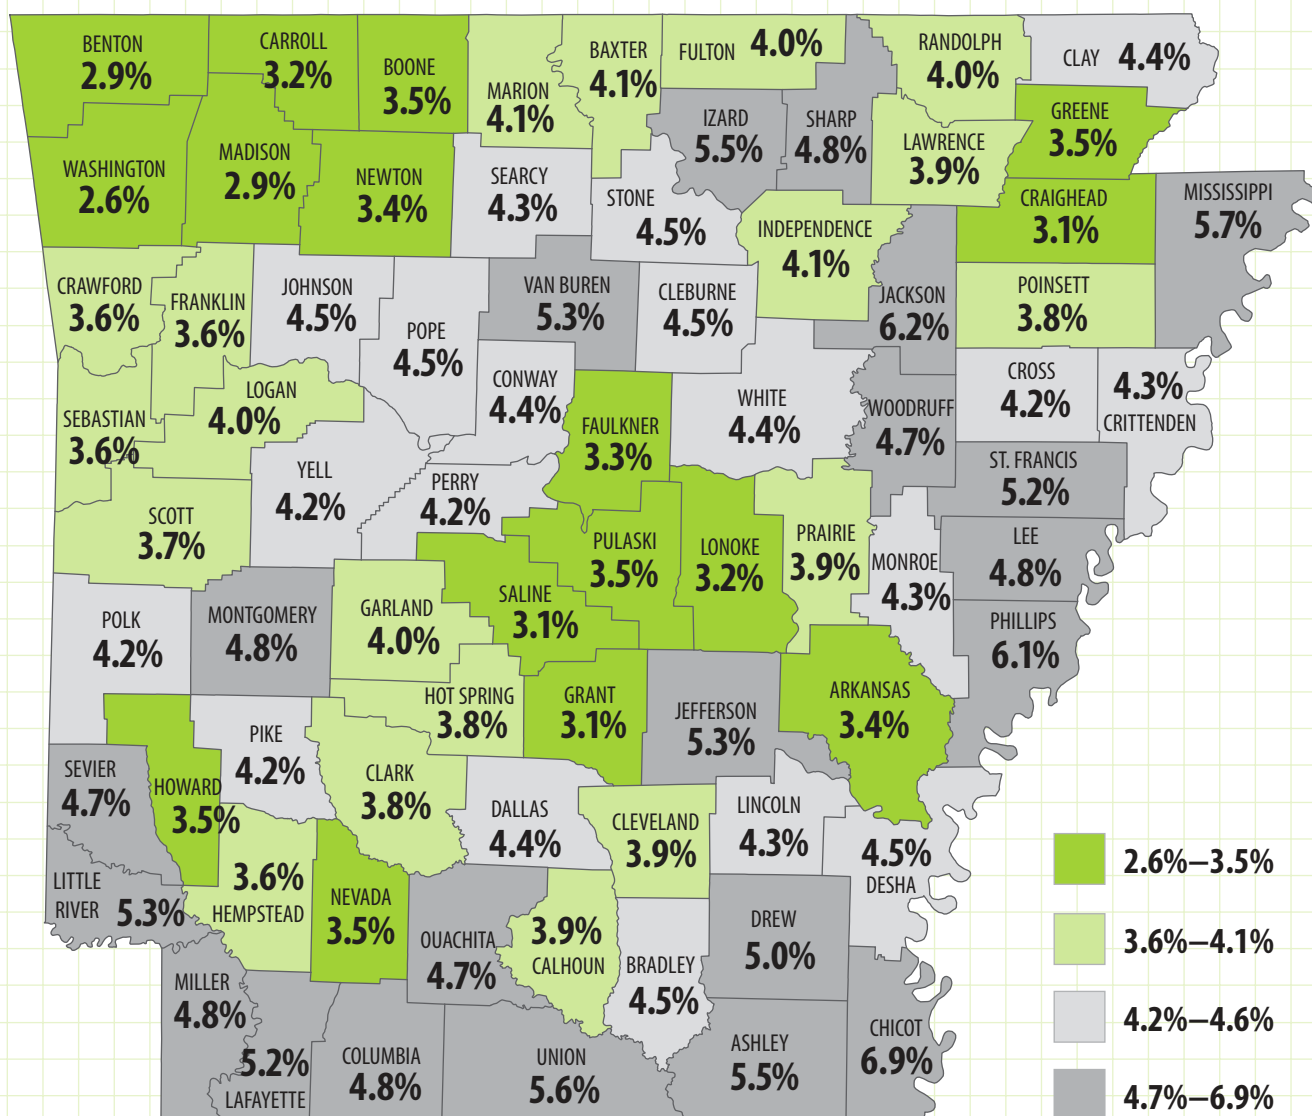 BENTON
2.9%
CARROLL
3.2%
BOONE
3.5%
MARION
4.1%
BAXTER
4.1%
FULTON 4.0%
RANDOLPH
4.0%
CLAY 4.4%
IZARD
5.5%
SHARP
4.8%
LAWRENCE
3.9%
GREENE
3.5%
WASHINGTON
2.6%
MADISON
2.9%
NEWTON
3.4%
SEARCY
4.3%
STONE
4.5%
INDEPENDENCE
4.1%
CRAIGHEAD
3.1%
MISSISSIPPI
5.7%
CRAWFORD
3.6%
FRANKLIN
3.6%
JOHNSON
4.5%
POPE
4.5%
VAN BUREN
5.3%
CLEBURNE
4.5%
JACKSON
6.2%
POINSETT
3.8%
SEBASTIAN
3.6%
LOGAN
4.0%
CONWAY
4.4%
FAULKNER
3.3%
WHITE
4.4%
WOODRUFF
4.7%
CROSS
4.2%
4.3%
CRITTENDEN
SCOTT
3.7%
YELL
4.2%
PERRY
4.2%
PULASKI
3.5%
LONOKE
3.2%
PRAIRIE
3.9%
MONROE
4.3%
ST. FRANCIS
5.2%
LEE
4.8%
POLK
4.2%
MONTGOMERY
4.8%
GARLAND
4.0%
SALINE
3.1%
PHILLIPS
6.1%
HOT SPRING
3.8%
GRANT
3.1%
JEFFERSON
5.3%
ARKANSAS
3.4%
SEVIER
4.7%
HOWARD
3.5%
PIKE
4.2%
CLARK
3.8%
DALLAS
4.4%
CLEVELAND
3.9%
LINCOLN
4.3%
4.5%
DESHA
LITTLE
RIVER 5.3%
3.6%
HEMPSTEAD
NEVADA
3.5%
OUACHITA
4.7%
3.9%
CALHOUN
BRADLEY
4.5%
DREW
5.0%
MILLER
4.8%
5.2%
LAFAYETTE
COLUMBIA
4.8%
UNION
5.6%
ASHLEY
5.5%
CHICOT
6.9%
2.6%–3.5%
3.6%–4.1%
4.2%–4.6%
4.7%–6.9%